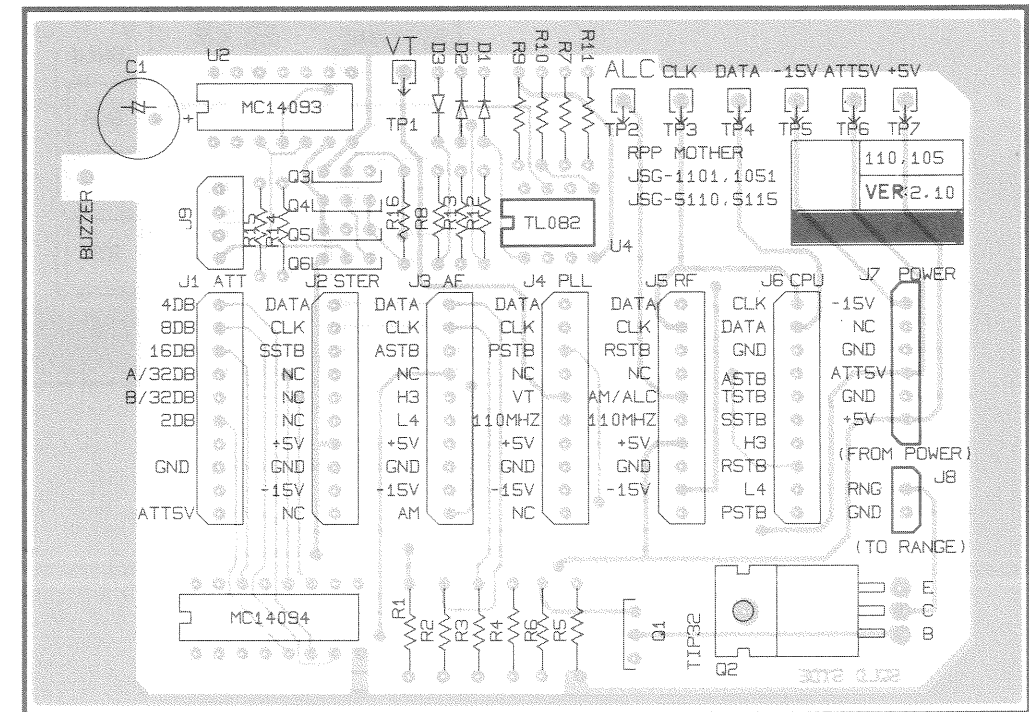 C1
+
U2
MC14093
VT
TP1
D3
D2
D1
R9
R10
R7
R11
ALC CLK DATA -15V ATT5V +5V
TP2 TP3 TP4 TP5 TP6 TP7
RPP MOTHER
JSG-1101,1051
JSG-5110,5115
110,105
VER:2.10
BUZZER
J9
R15
R14
Q3
Q4
Q5
Q6
R16
R8
R13
R12
TL082
U4
J1 ATT
4DB
8DB
16DB
A/32DB
B/32DB
2DB
GND
ATT5V
J2 STER
DATA
CLK
SSTB
NC
NC
NC
+5V
GND
-15V
NC
J3 AF
DATA
CLK
ASTB
NC
H3
L4
+5V
GND
-15V
AM
J4 PLL
DATA
CLK
PSTB
NC
VT
110MHZ
+5V
GND
-15V
NC
J5 RF
DATA
CLK
RSTB
NC
AM/ALC
110MHZ
+5V
GND
-15V
J6 CPU
CLK
DATA
GND
ASTB
TSTB
SSTB
H3
RSTB
L4
PSTB
J7 POWER
-15V
NC
GND
ATT5V
GND
+5V
(FROM POWER)
J8
RNG
GND
(TO RANGE)
MC14094
R1
R2
R3
R4
R6
R5
Q1
TIP32
Q2
E
C
B
SOLD SIDE